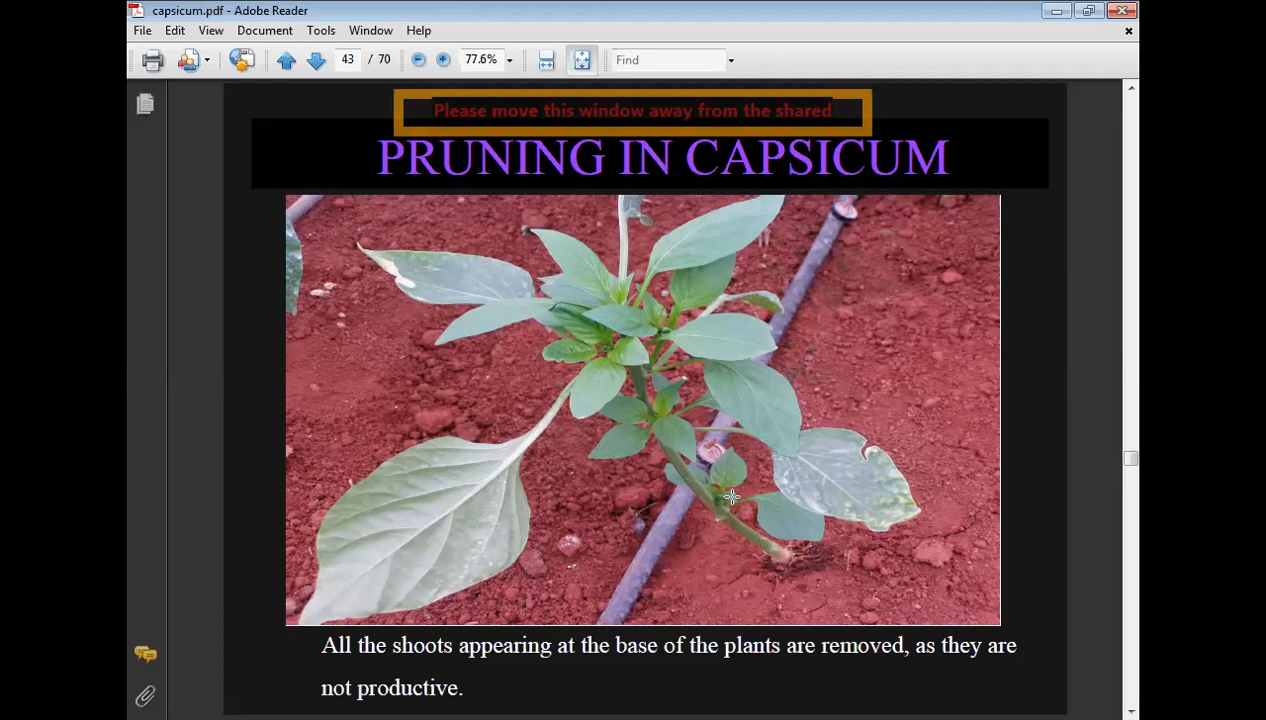 capsicum.pdf - Adobe Reader
File Edit View Document Tools Window Help
43 / 70 77.6% Find
Please move this window away from the shared
PRUNING IN CAPSICUM
All the shoots appearing at the base of the plants are removed, as they are
not productive.